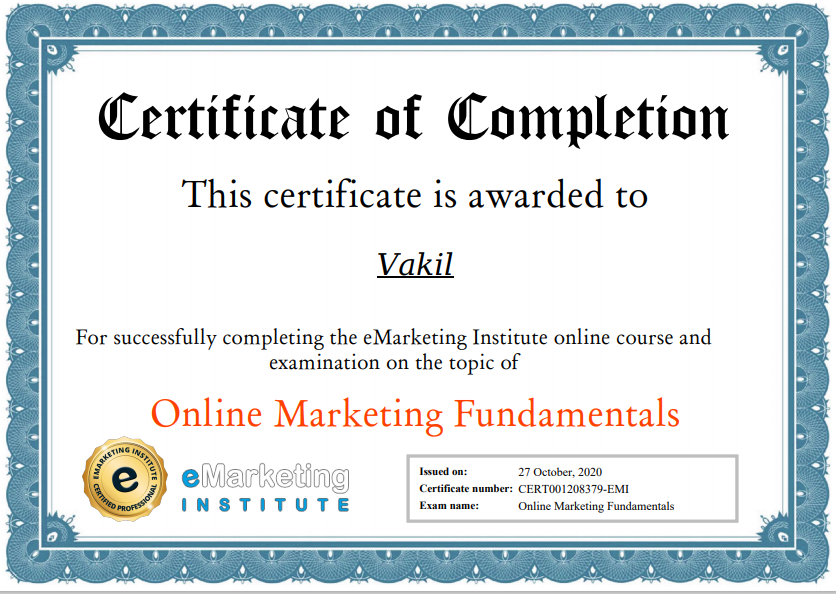 Certificate of Completion
This certificate is awarded to
Vakil
For successfully completing the eMarketing Institute online course and
examination on the topic of
Online Marketing Fundamentals
EMARKETING INSTITUTE
e
CERTIFIED PROFESSIONAL
eMarketing
INSTITUTE
Issued on: 27 October, 2020
Certificate number: CERT001208379-EMI
Exam name: Online Marketing Fundamentals